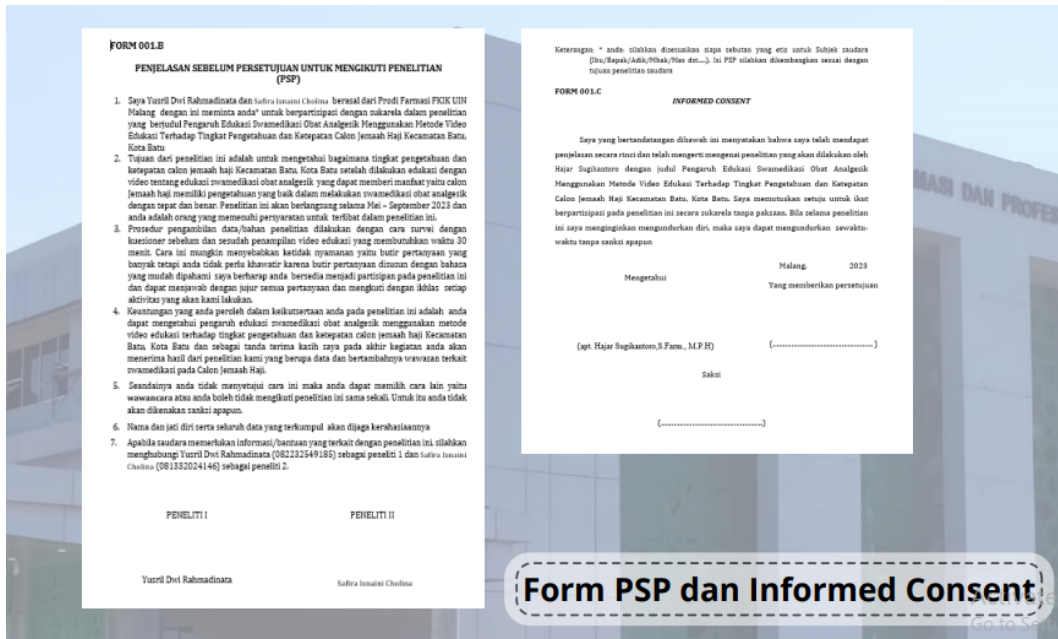 FORM 001.B
PENJELASAN SEBELUM PERSETUJUAN UNTUK MENGIKUTI PENELITIAN
(PSP)
1. Saya Yusril Dwi Rahmadinata dan Safira Isnaini Cholina berasal dari Prodi Farmasi FKIK UIN
Malang dengan ini meminta anda* untuk berpartisipasi dengan sukarela dalam penelitian
yang berjudul Pengaruh Edukasi Swamedikasi Obat Analgesik Menggunakan Metode Video
Edukasi Terhadap Tingkat Pengetahuan dan Ketepatan Calon Jemaah Haji Kecamatan Batu,
Kota Batu
2. Tujuan dari penelitian ini adalah untuk mengetahui bagaimana tingkat pengetahuan dan
ketepatan calon jemaah haji Kecamatan Batu, Kota Batu setelah dilakukan edukasi dengan
video tentang edukasi swamedikasi obat analgesik yang dapat memberi manfaat yaitu calon
Jemaah haji memiliki pengetahuan yang baik dalam melakukan swamedikasi obat analgesik
dengan tepat dan benar. Penelitian ini akan berlangsung selama Mei – September 2023 dan
anda adalah orang yang memenuhi persyaratan untuk terlibat dalam penelitian ini.
3. Prosedur pengambilan data/bahan penelitian dilakukan dengan cara survei dengan
kuesioner sebelum dan sesudah penampilan video edukasi yang membutuhkan waktu 30
menit. Cara ini mungkin menyebabkan ketidak nyamanan yaitu butir pertanyaan yang
banyak tetapi anda tidak perlu khawatir karena butir pertanyaan disusun dengan bahasa
yang mudah dipahami saya berharap anda bersedia menjadi partisipan pada penelitian ini
dan dapat menjawab dengan jujur semua pertanyaan dan mengkuti dengan ikhlas setiap
aktivitas yang akan kami lakukan.
4. Keuntungan yang anda peroleh dalam keikutsertaan anda pada penelitian ini adalah anda
dapat mengetahui pengaruh edukasi swamedikasi obat analgesik menggunakan metode
video edukasi terhadap tingkat pengetahuan dan ketepatan calon jemaah haji Kecamatan
Batu, Kota Batu dan sebagai tanda terima kasih saya pada akhir kegiatan anda akan
menerima hasil dari penelitian kami yang berupa data dan bertambahnya wawasan terkait
swamedikasi pada Calon Jemaah Haji.
5. Seandainya anda tidak menyetujui cara ini maka anda dapat memilih cara lain yaitu
wawancara atau anda boleh tidak mengikuti penelitian ini sama sekali. Untuk itu anda tidak
akan dikenakan sanksi apapun.
6. Nama dan jati diri serta seluruh data yang terkumpul akan dijaga kerahasiaannya
7. Apabila saudara memerlukan informasi/bantuan yang terkait dengan penelitian ini, silahkan
menghubungi Yusril Dwi Rahmadinata (082232549185) sebagai peneliti 1 dan Safira Isnaini
Cholina (081332024146) sebagai peneliti 2.
PENELITI I PENELITI II
Yusril Dwi Rahmadinata Safira Isnaini Cholina
Keterangan: * anda: silahkan disesuaikan siapa sebutan yang etis untuk Subjek saudara
(Ibu/Bapak/Adik/Mbak/Mas dst....). Ini PSP silahkan dikembangkan sesuai dengan
tujuan penelitian saudara
FORM 001.C
INFORMED CONSENT
Saya yang bertandatangan dibawah ini menyatakan bahwa saya telah mendapat
penjelasan secara rinci dan telah mengerti mengenai penelitian yang akan dilakukan oleh
Hajar Sugihantoro dengan judul Pengaruh Edukasi Swamedikasi Obat Analgesik
Menggunakan Metode Video Edukasi Terhadap Tingkat Pengetahuan dan Ketepatan
Calon Jemaah Haji Kecamatan Batu, Kota Batu. Saya memutuskan setuju untuk ikut
berpartisipasi pada penelitian ini secara sukarela tanpa paksaan. Bila selama penelitian
ini saya menginginkan mengundurkan diri, maka saya dapat mengundurkan sewaktu-
waktu tanpa sanksi apapun
Malang, 2023
Mengetahui
Yang memberikan persetujuan
(apt. Hajar Sugihantoro,S.Farm., M.P.H) (......................................)
Saksi
(......................................)
MASI DAN PROFES
Form PSP dan Informed Consent
Go to Se